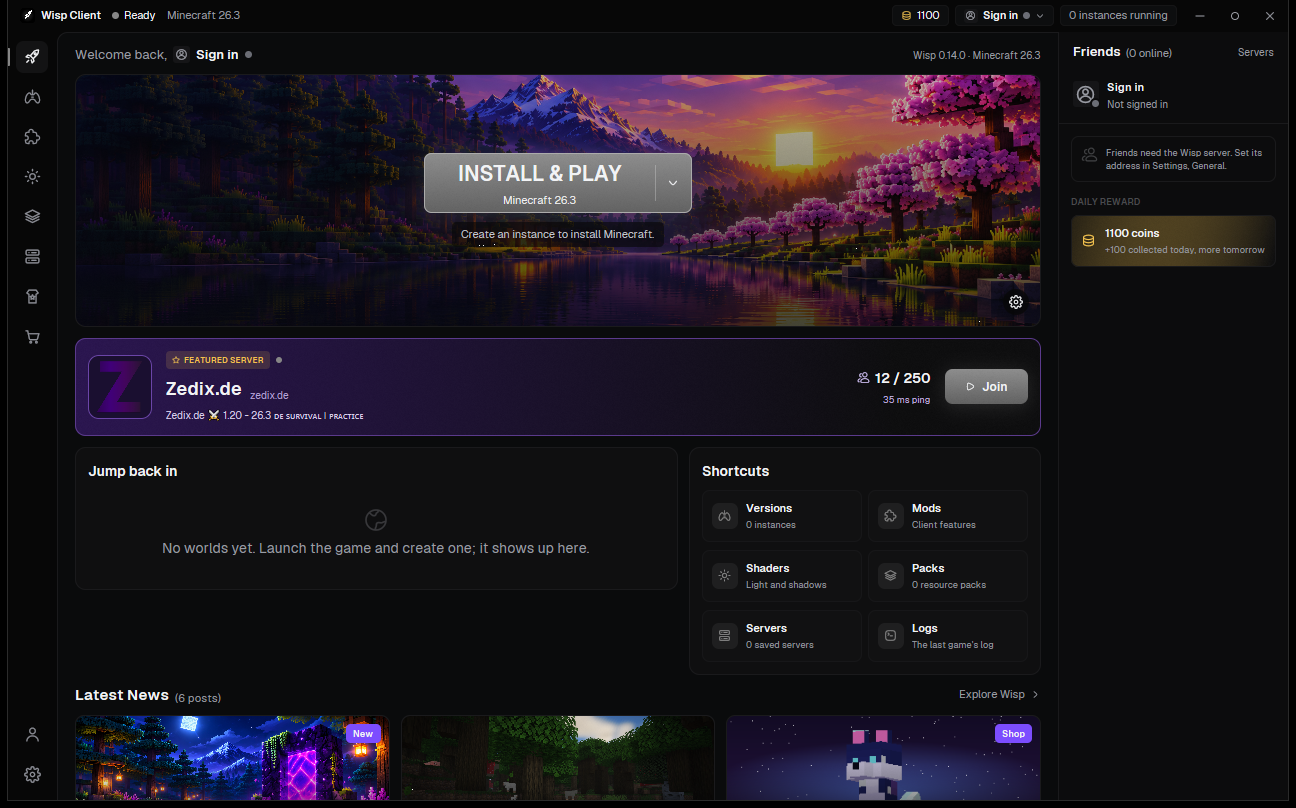 Wisp Client Ready Minecraft 26.3
1100 Sign in 0 instances running
Welcome back, Sign in
Wisp 0.14.0 · Minecraft 26.3
INSTALL & PLAY
Minecraft 26.3
Create an instance to install Minecraft.
FEATURED SERVER
Zedix.de zedix.de
Zedix.de ⚔ 1.20 - 26.3 ᴅᴇ ꜱᴜʀᴠɪᴠᴀʟ | ᴘʀᴀᴄᴛɪᴄᴇ
12 / 250
35 ms ping
Join
Jump back in
No worlds yet. Launch the game and create one; it shows up here.
Shortcuts
Versions
0 instances
Mods
Client features
Shaders
Light and shadows
Packs
0 resource packs
Servers
0 saved servers
Logs
The last game's log
Latest News (6 posts)
Explore Wisp
New
Shop
Friends (0 online)
Servers
Sign in
Not signed in
Friends need the Wisp server. Set its
address in Settings, General.
DAILY REWARD
1100 coins
+100 collected today, more tomorrow